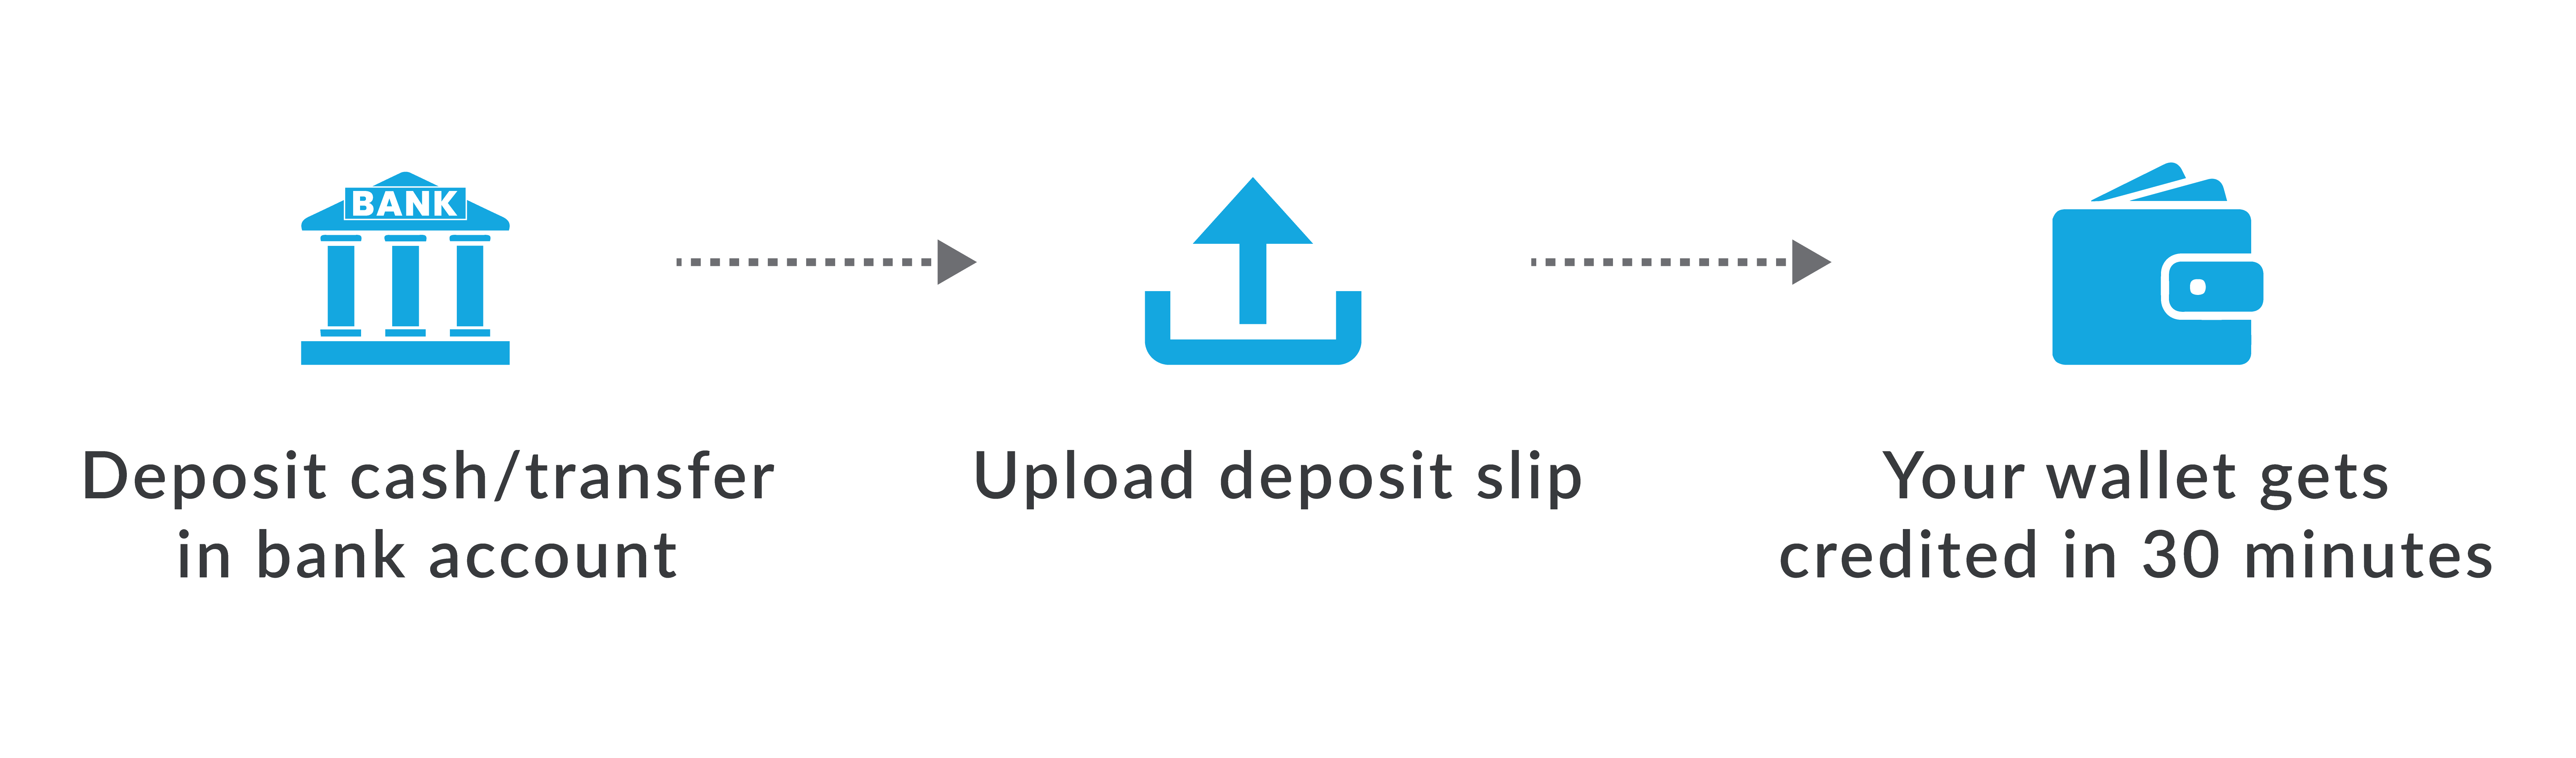 BANK
Deposit cash/transfer
in bank account
Upload deposit slip
Your wallet gets
credited in 30 minutes